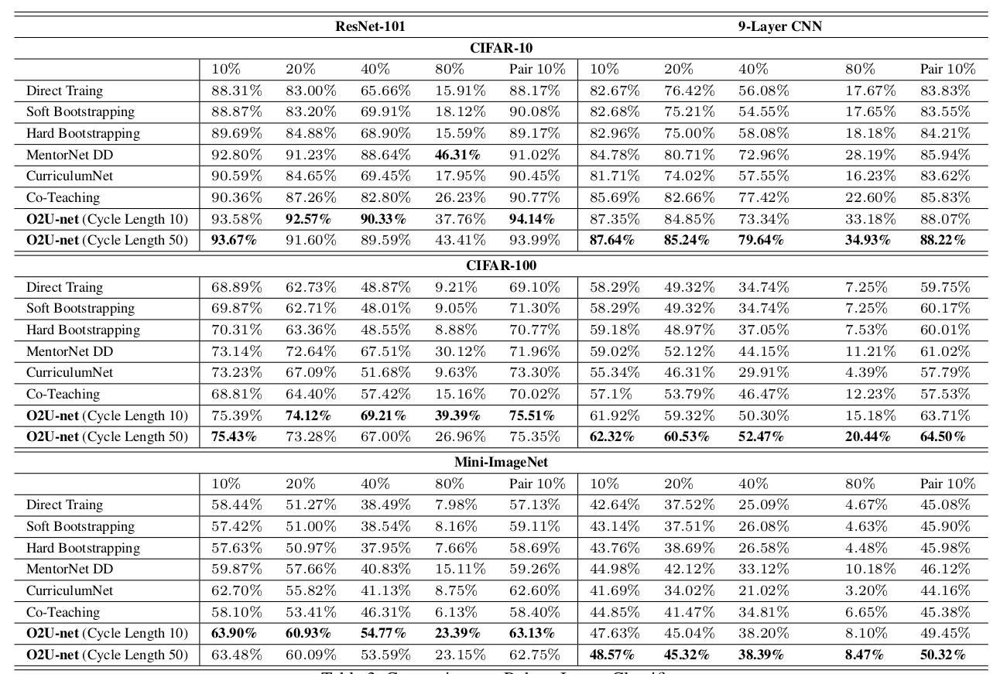 ResNet-101 9-Layer CNN
CIFAR-10
10% 20% 40% 80% Pair 10% 10% 20% 40% 80% Pair 10%
Direct Traing 88.31% 83.00% 65.66% 15.91% 88.17% 82.67% 76.42% 56.08% 17.67% 83.83%
Soft Bootstrapping 88.87% 83.20% 69.91% 18.12% 90.08% 82.68% 75.21% 54.55% 17.65% 83.55%
Hard Bootstrapping 89.69% 84.88% 68.90% 15.59% 89.17% 82.96% 75.00% 58.08% 18.18% 84.21%
MentorNet DD 92.80% 91.23% 88.64% 46.31% 91.02% 84.78% 80.71% 72.96% 28.19% 85.94%
CurriculumNet 90.59% 84.65% 69.45% 17.95% 90.45% 81.71% 74.02% 57.55% 16.23% 83.62%
Co-Teaching 90.36% 87.26% 82.80% 26.23% 90.77% 85.69% 82.66% 77.42% 22.60% 85.83%
O2U-net (Cycle Length 10) 93.58% 92.57% 90.33% 37.76% 94.14% 87.35% 84.85% 73.34% 33.18% 88.07%
O2U-net (Cycle Length 50) 93.67% 91.60% 89.59% 43.41% 93.99% 87.64% 85.24% 79.64% 34.93% 88.22%
CIFAR-100
Direct Traing 68.89% 62.73% 48.87% 9.21% 69.10% 58.29% 49.32% 34.74% 7.25% 59.75%
Soft Bootstrapping 69.87% 62.71% 48.01% 9.05% 71.30% 58.29% 49.32% 34.74% 7.25% 60.17%
Hard Bootstrapping 70.31% 63.36% 48.55% 8.88% 70.77% 59.18% 48.97% 37.05% 7.53% 60.01%
MentorNet DD 73.14% 72.64% 67.51% 30.12% 71.96% 59.02% 52.12% 44.15% 11.21% 61.02%
CurriculumNet 73.23% 67.09% 51.68% 9.63% 73.30% 55.34% 46.31% 29.91% 4.39% 57.79%
Co-Teaching 68.81% 64.40% 57.42% 15.16% 70.02% 57.1% 53.79% 46.47% 12.23% 57.53%
O2U-net (Cycle Length 10) 75.39% 74.12% 69.21% 39.39% 75.51% 61.92% 59.32% 50.30% 15.18% 63.71%
O2U-net (Cycle Length 50) 75.43% 73.28% 67.00% 26.96% 75.35% 62.32% 60.53% 52.47% 20.44% 64.50%
Mini-ImageNet
10% 20% 40% 80% Pair 10% 10% 20% 40% 80% Pair 10%
Direct Traing 58.44% 51.27% 38.49% 7.98% 57.13% 42.64% 37.52% 25.09% 4.67% 45.08%
Soft Bootstrapping 57.42% 51.00% 38.54% 8.16% 59.11% 43.14% 37.51% 26.08% 4.63% 45.90%
Hard Bootstrapping 57.63% 50.97% 37.95% 7.66% 58.69% 43.76% 38.69% 26.58% 4.48% 45.98%
MentorNet DD 59.87% 57.66% 40.83% 15.11% 59.26% 44.98% 42.12% 33.12% 10.18% 46.12%
CurriculumNet 62.70% 55.82% 41.13% 8.75% 62.60% 41.69% 34.02% 21.02% 3.20% 44.16%
Co-Teaching 58.10% 53.41% 46.31% 6.13% 58.40% 44.85% 41.47% 34.81% 6.65% 45.38%
O2U-net (Cycle Length 10) 63.90% 60.93% 54.77% 23.39% 63.13% 47.63% 45.04% 38.20% 8.10% 49.45%
O2U-net (Cycle Length 50) 63.48% 60.09% 53.59% 23.15% 62.75% 48.57% 45.32% 38.39% 8.47% 50.32%